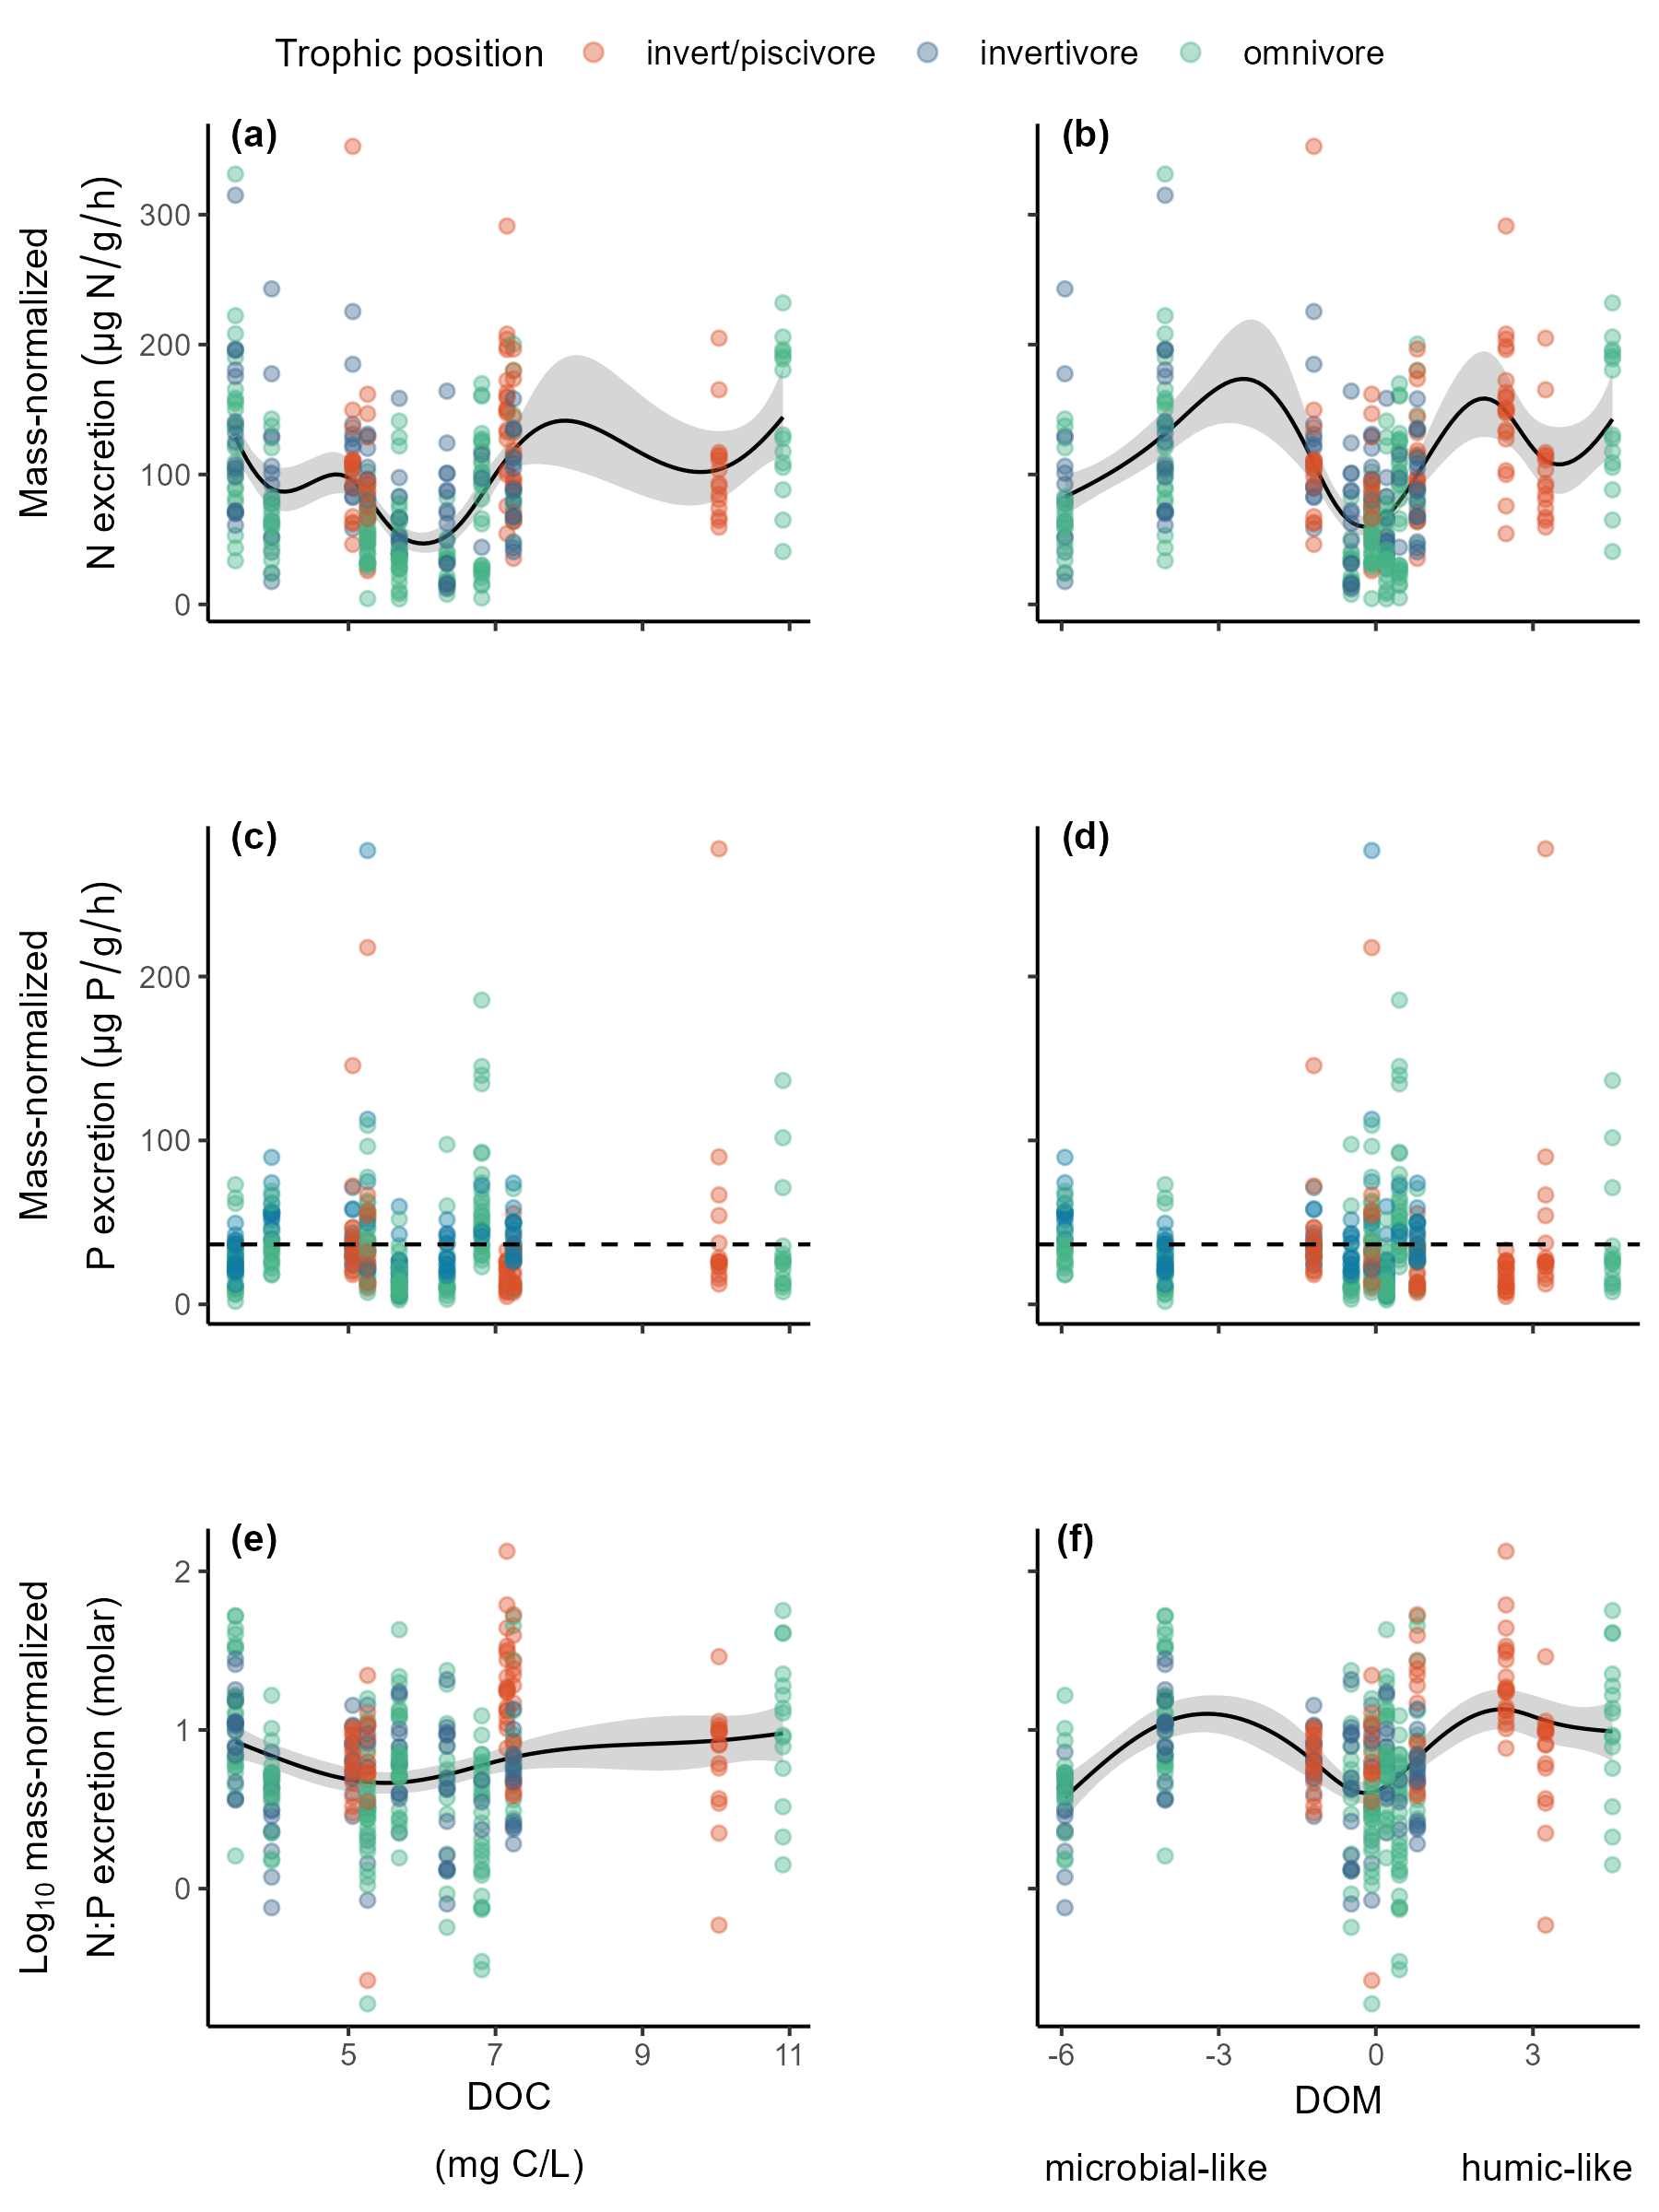 Trophic position invert/piscivore invertivore omnivore
(a)
(b)
Mass-normalized
N excretion (μg N/g/h)
300
200
100
0
(c)
(d)
Mass-normalized
P excretion (μg P/g/h)
200
100
0
(e)
(f)
Log10 mass-normalized
N:P excretion (molar)
2
1
0
5 7 9 11
-6 -3 0 3
DOC
(mg C/L)
DOM
microbial-like humic-like